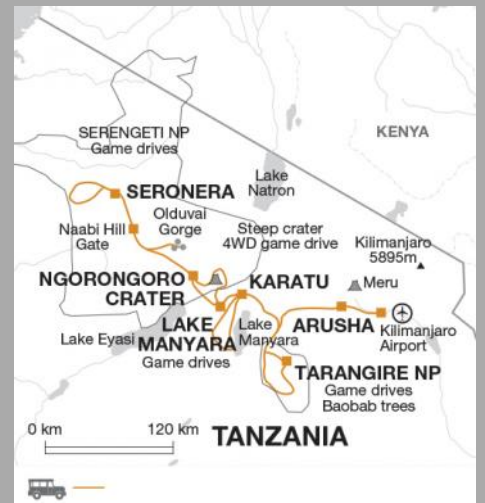 SERENGETI NP
Game drives
KENYA
Lake
Natron
SERONERA
Naabi Hill
Gate
Olduvai
Gorge
Steep crater
4WD game drive
Kilimanjaro
5895m
NGORONGORO
CRATER
KARATU
Meru
LAKE
MANYARA
Game drives
Lake
Manyara
Lake Eyasi
ARUSHA
Kilimanjaro
Airport
TARANGIRE NP
Game drives
Baobab trees
0 km
120 km
TANZANIA